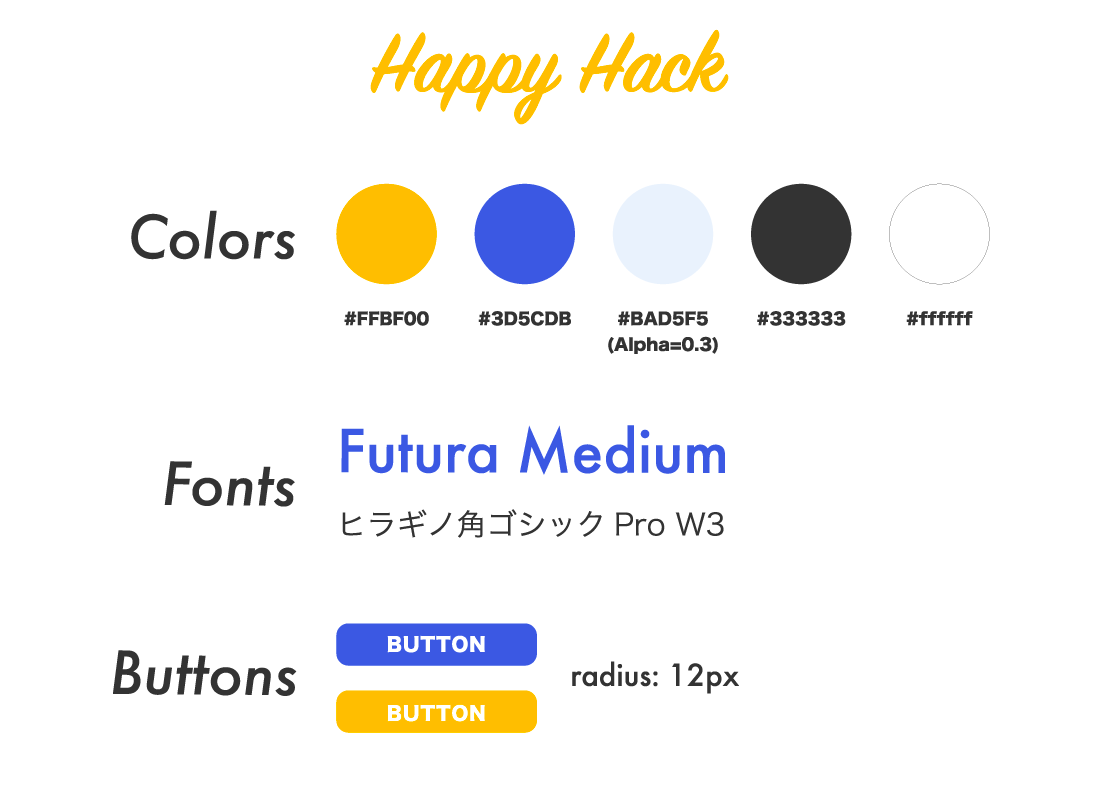 Happy Hack
Colors
#FFBF00
#3D5CDB
#BAD5F5
(Alpha=0.3)
#333333
#ffffff
Fonts
Futura Medium
ヒラギノ角ゴシック Pro W3
Buttons
BUTTON
BUTTON
radius: 12px